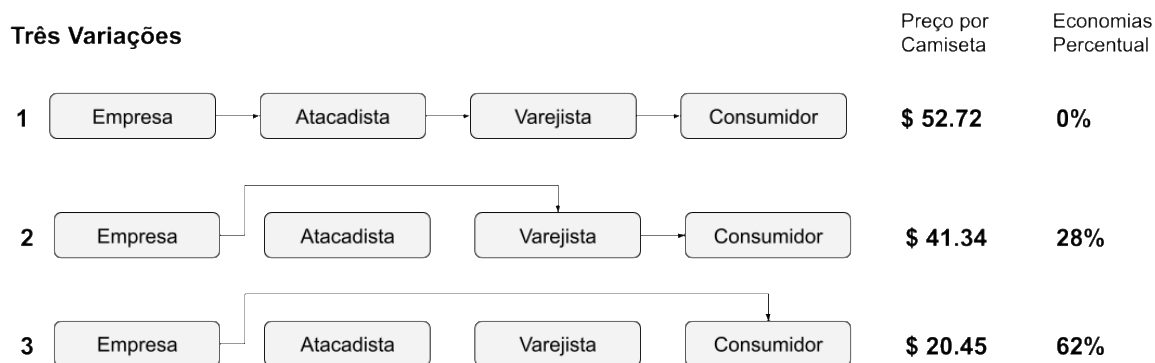 Três Variações
Preço por
Camiseta
Economias
Percentual
1 Empresa Atacadista Varejista Consumidor $ 52.72 0%
2 Empresa Atacadista Varejista Consumidor $ 41.34 28%
3 Empresa Atacadista Varejista Consumidor $ 20.45 62%